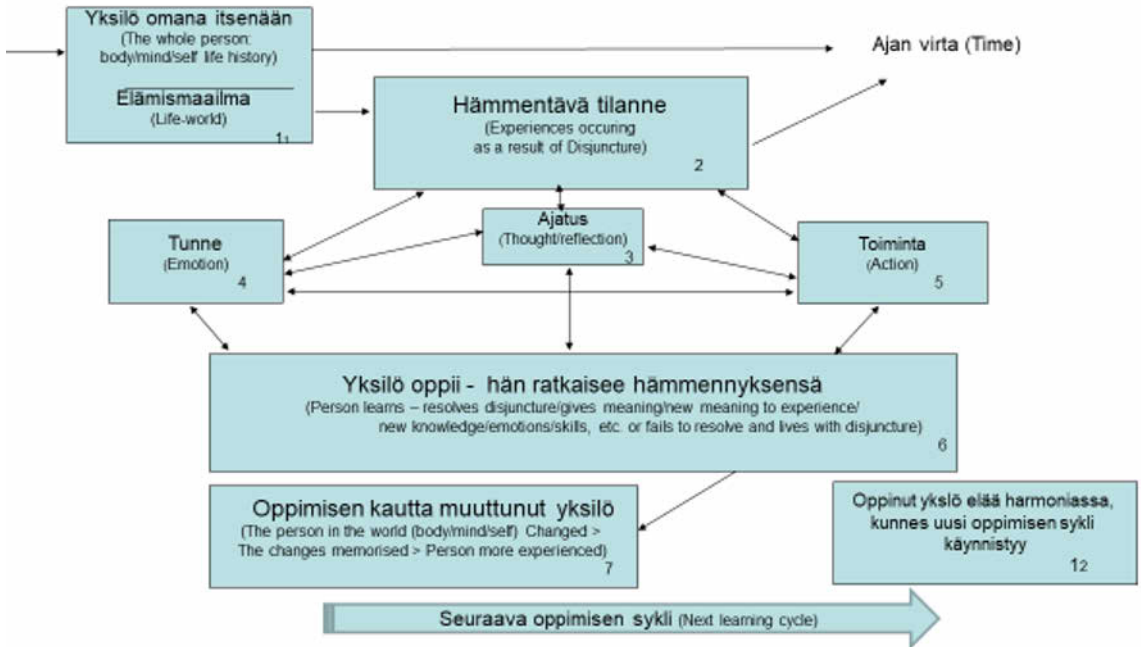 Yksilö omana itsenään
(The whole person:
body/mind/self life history)
Elämismaailma
(Life-world)
1₁
Ajan virta (Time)
Hämmentävä tilanne
(Experiences occuring
as a result of Disjuncture)
2
Tunne
(Emotion)
4
Ajatus
(Thought/reflection)
3
Toiminta
(Action)
5
Yksilö oppii - hän ratkaisee hämmennyksensä
(Person learns – resolves disjuncture/gives meaning/new meaning to experience/
new knowledge/emotions/skills, etc. or fails to resolve and lives with disjuncture)
6
Oppimisen kautta muuttunut yksilö
(The person in the world (body/mind/self) Changed >
The changes memorised > Person more experienced)
7
Oppinut ykslö elää harmoniassa,
kunnes uusi oppimisen sykli
käynnistyy
1₂
Seuraava oppimisen sykli (Next learning cycle)